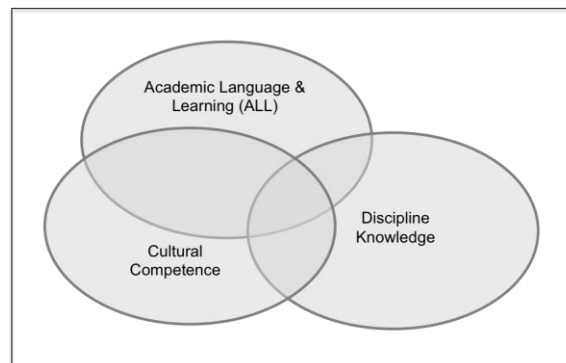 Academic Language &
Learning (ALL)
Discipline
Knowledge
Cultural
Competence